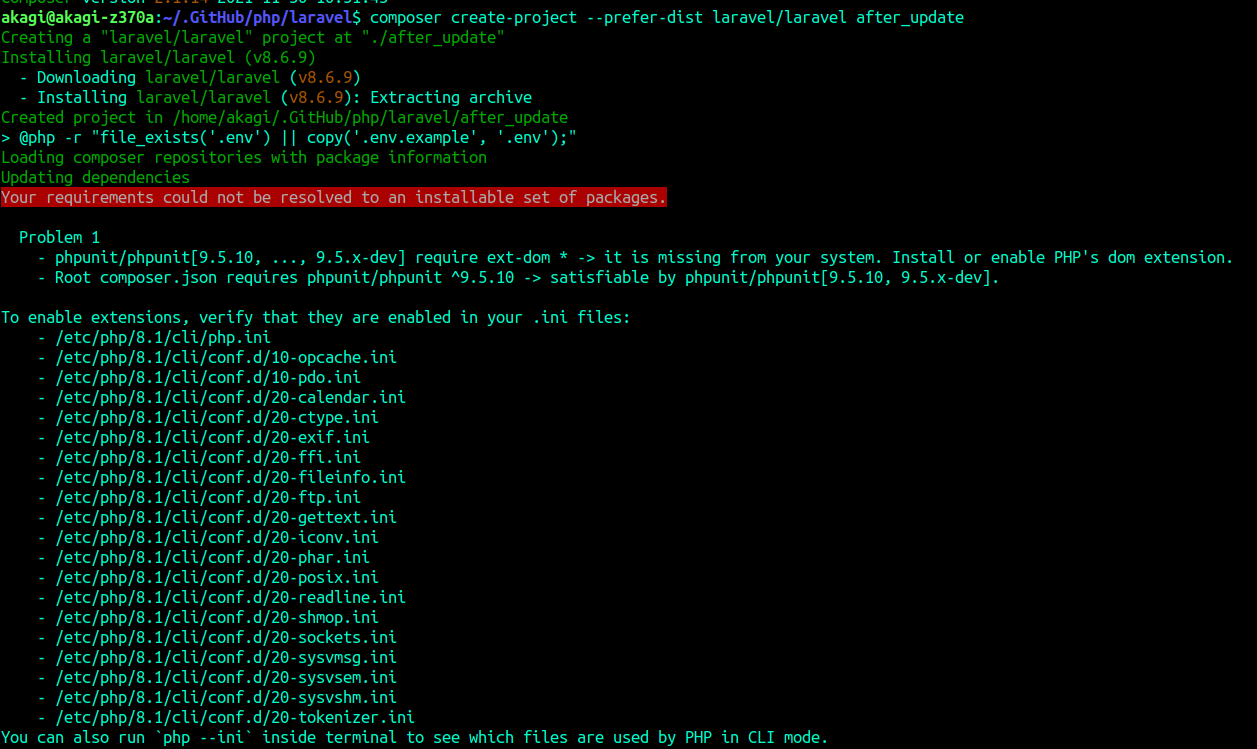 composer version 2.1.14 2021-11-30 10:51:43
akagi@akagi-z370a:~/.GitHub/php/laravel$ composer create-project --prefer-dist laravel/laravel after_update
Creating a "laravel/laravel" project at "./after_update"
Installing laravel/laravel (v8.6.9)
  - Downloading laravel/laravel (v8.6.9)
  - Installing laravel/laravel (v8.6.9): Extracting archive
Created project in /home/akagi/.GitHub/php/laravel/after_update
> @php -r "file_exists('.env') || copy('.env.example', '.env');"
Loading composer repositories with package information
Updating dependencies
Your requirements could not be resolved to an installable set of packages.

  Problem 1
    - phpunit/phpunit[9.5.10, ..., 9.5.x-dev] require ext-dom * -> it is missing from your system. Install or enable PHP's dom extension.
    - Root composer.json requires phpunit/phpunit ^9.5.10 -> satisfiable by phpunit/phpunit[9.5.10, 9.5.x-dev].

To enable extensions, verify that they are enabled in your .ini files:
    - /etc/php/8.1/cli/php.ini
    - /etc/php/8.1/cli/conf.d/10-opcache.ini
    - /etc/php/8.1/cli/conf.d/10-pdo.ini
    - /etc/php/8.1/cli/conf.d/20-calendar.ini
    - /etc/php/8.1/cli/conf.d/20-ctype.ini
    - /etc/php/8.1/cli/conf.d/20-exif.ini
    - /etc/php/8.1/cli/conf.d/20-ffi.ini
    - /etc/php/8.1/cli/conf.d/20-fileinfo.ini
    - /etc/php/8.1/cli/conf.d/20-ftp.ini
    - /etc/php/8.1/cli/conf.d/20-gettext.ini
    - /etc/php/8.1/cli/conf.d/20-iconv.ini
    - /etc/php/8.1/cli/conf.d/20-phar.ini
    - /etc/php/8.1/cli/conf.d/20-posix.ini
    - /etc/php/8.1/cli/conf.d/20-readline.ini
    - /etc/php/8.1/cli/conf.d/20-shmop.ini
    - /etc/php/8.1/cli/conf.d/20-sockets.ini
    - /etc/php/8.1/cli/conf.d/20-sysvmsg.ini
    - /etc/php/8.1/cli/conf.d/20-sysvsem.ini
    - /etc/php/8.1/cli/conf.d/20-sysvshm.ini
    - /etc/php/8.1/cli/conf.d/20-tokenizer.ini
You can also run `php --ini` inside terminal to see which files are used by PHP in CLI mode.